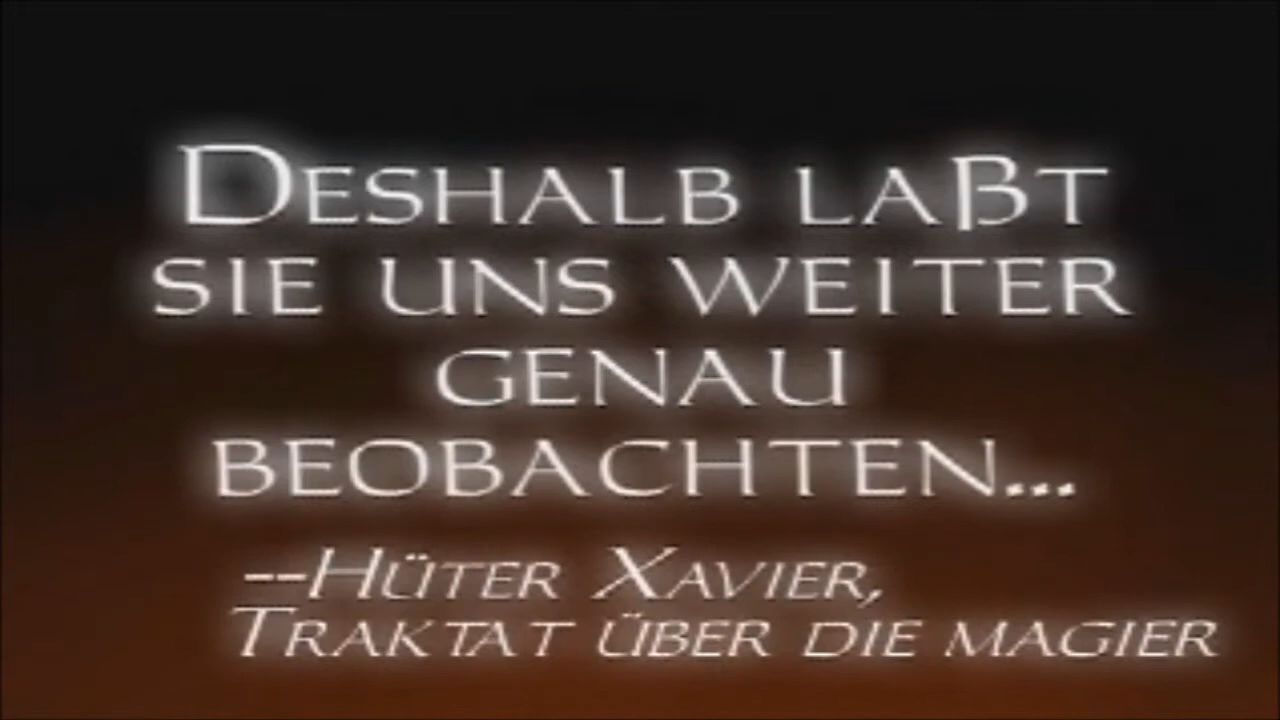 DESHALB LAßT
SIE UNS WEITER
GENAU
BEOBACHTEN...
--HÜTER XAVIER,
TRAKTAT ÜBER DIE MAGIER